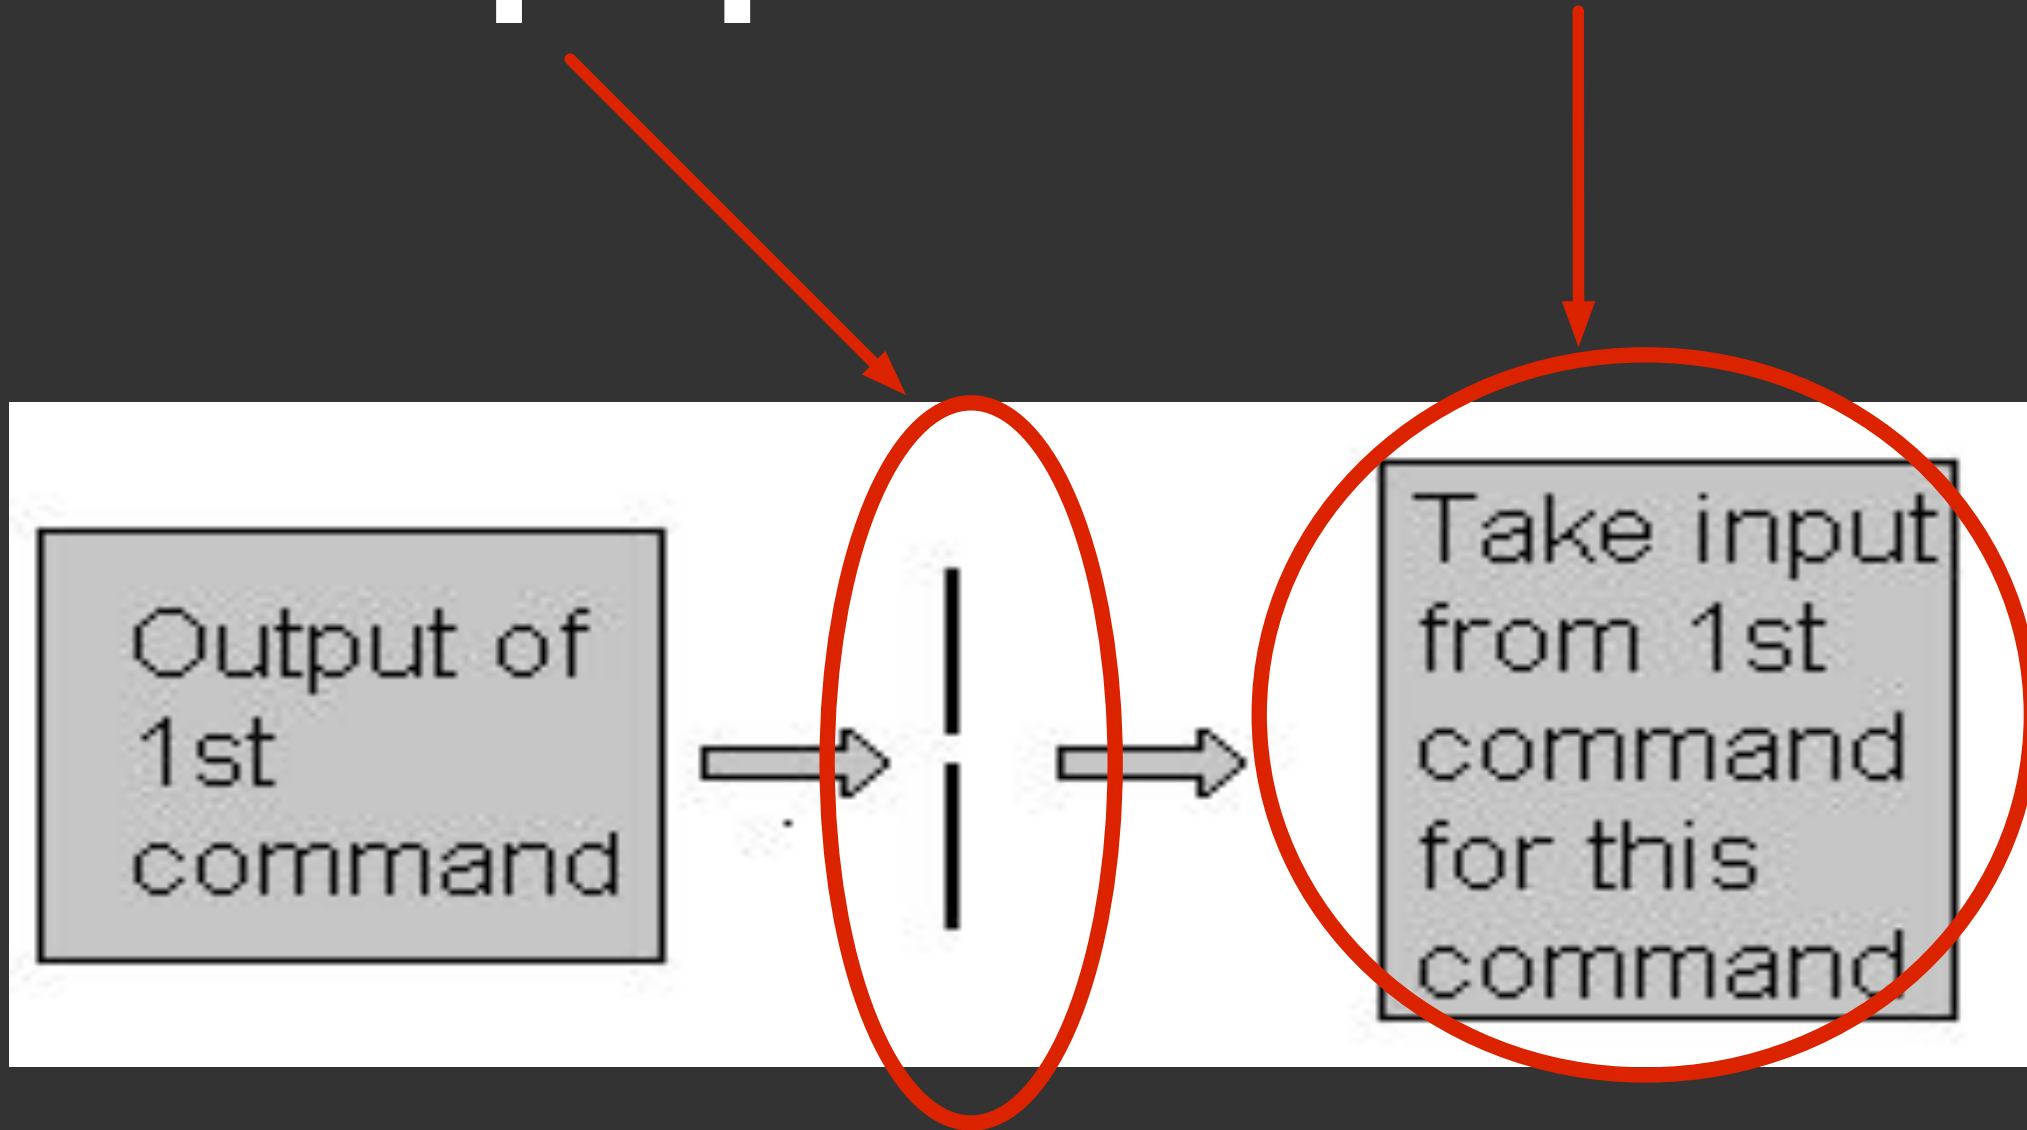 Output of
1st
command
|
Take input
from 1st
command
for this
command